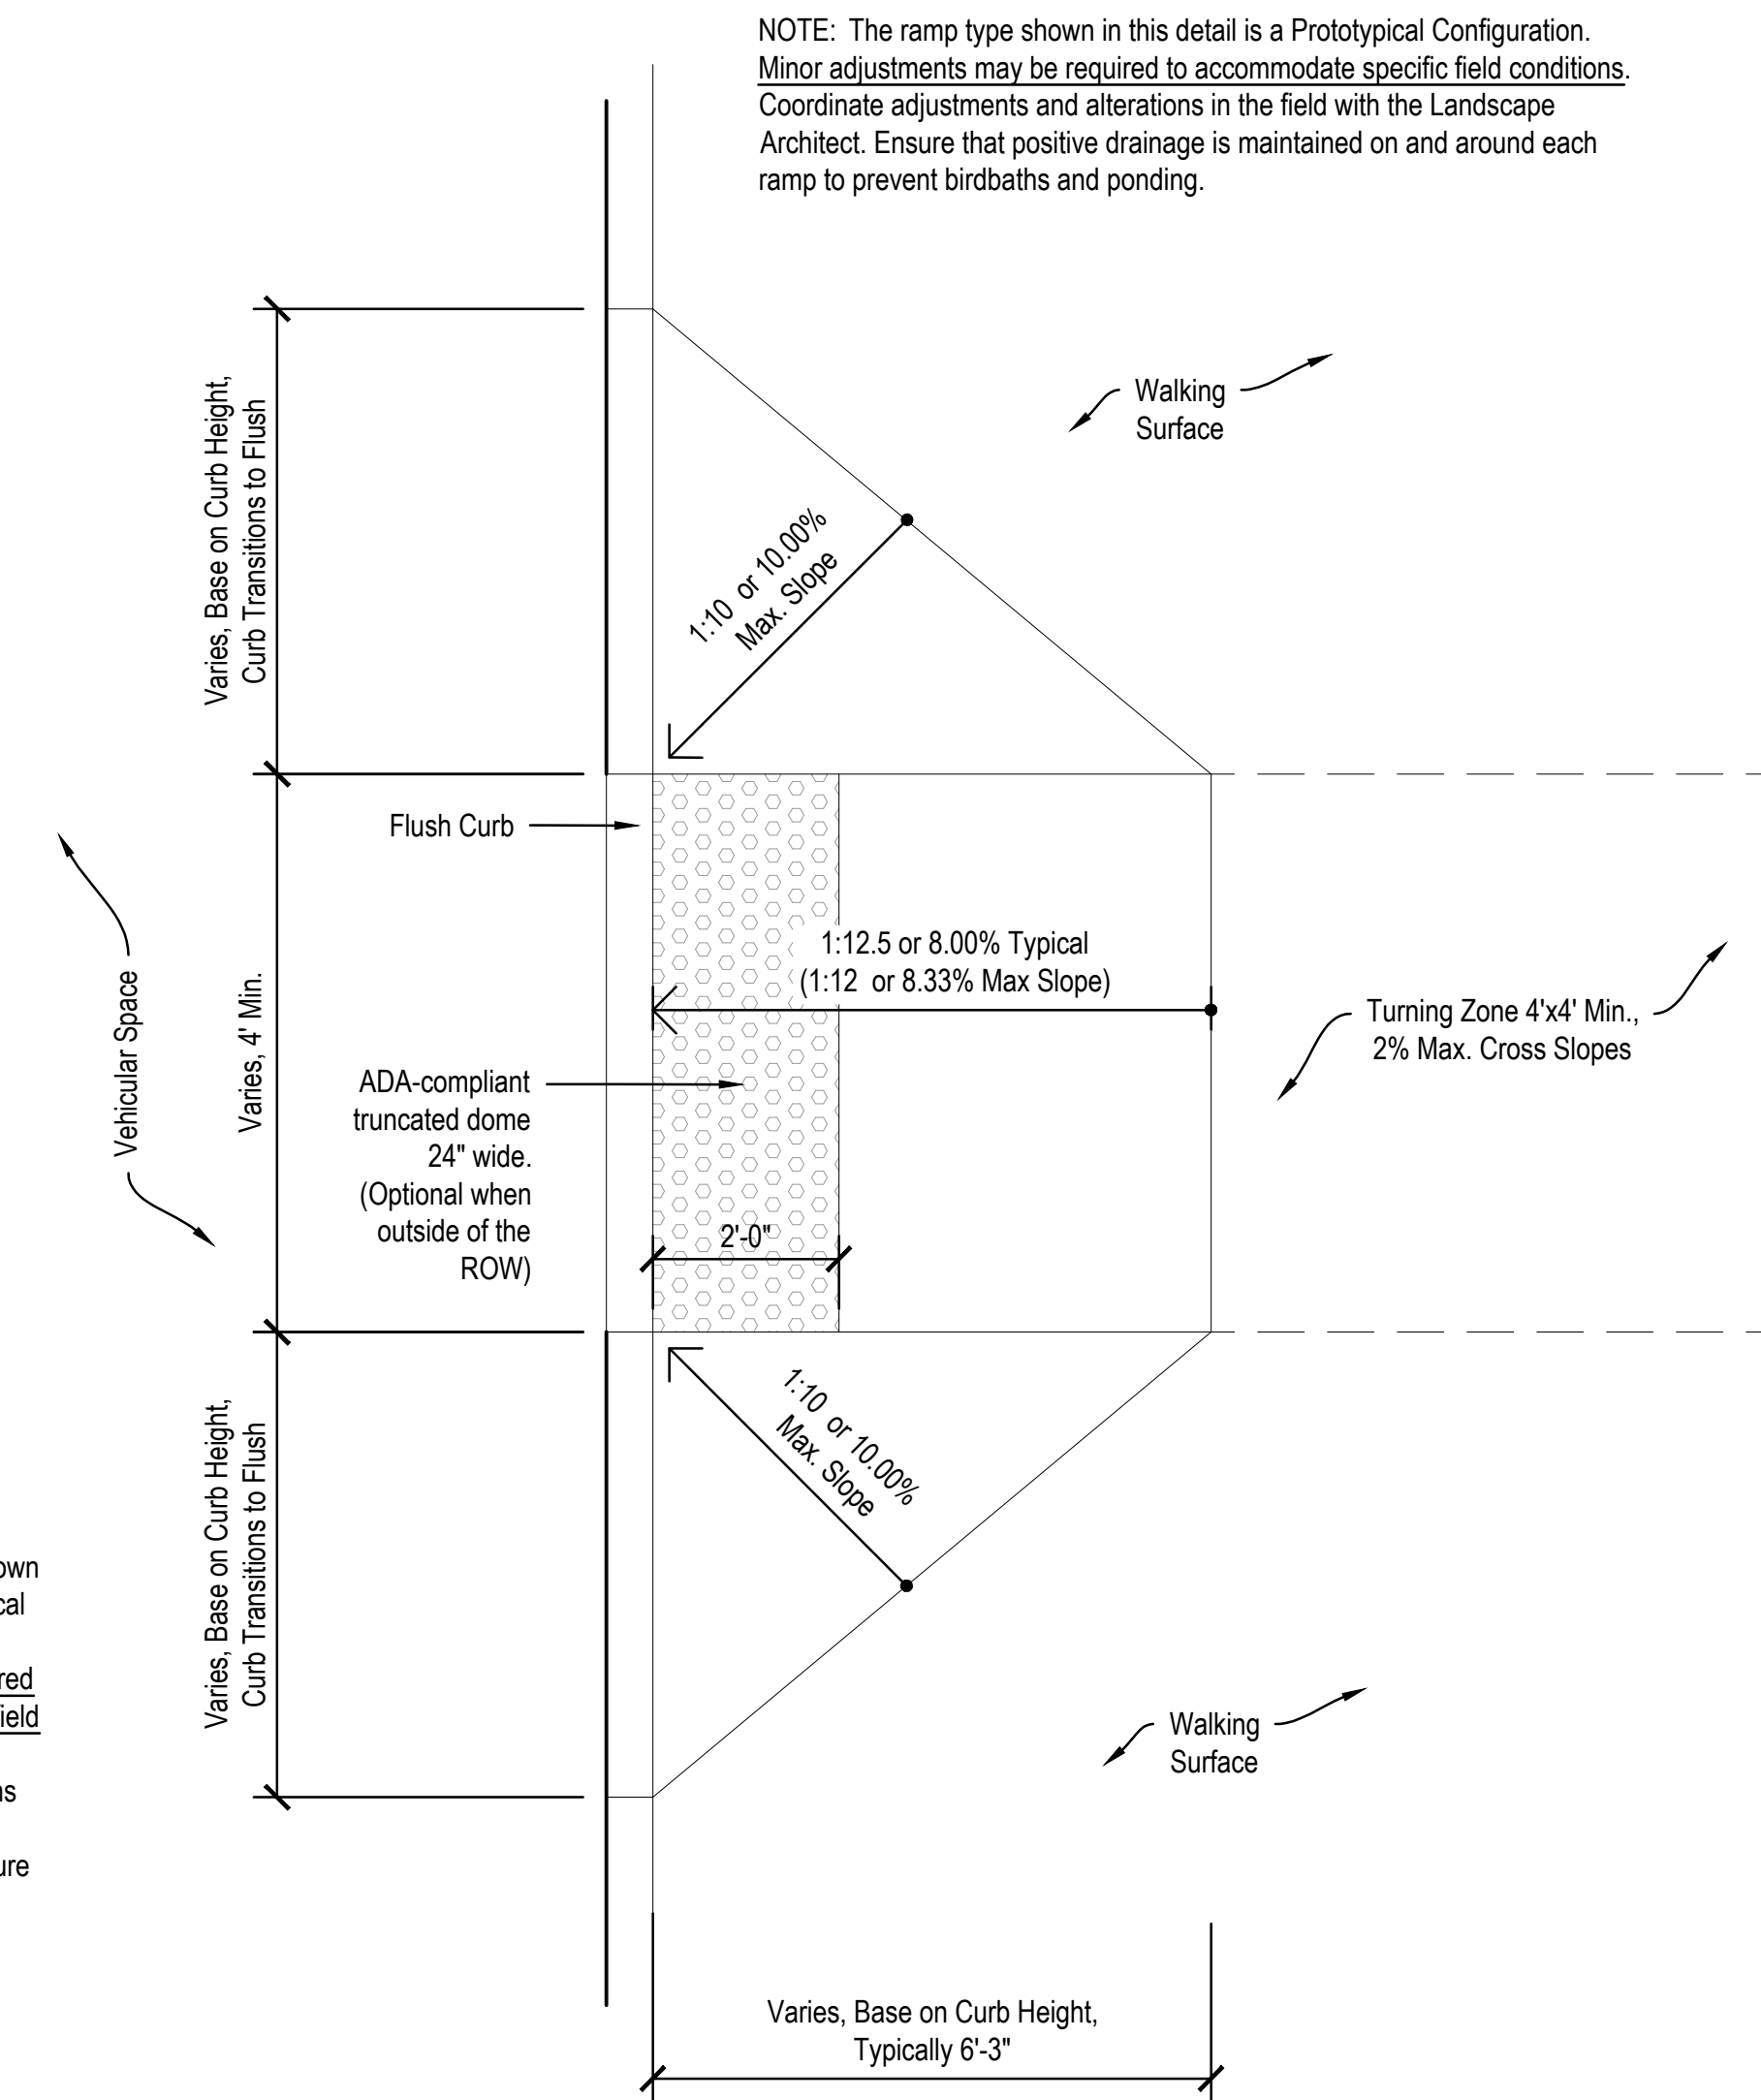 NOTE: The ramp type shown in this detail is a Prototypical Configuration.
Minor adjustments may be required to accommodate specific field conditions.
Coordinate adjustments and alterations in the field with the Landscape
Architect. Ensure that positive drainage is maintained on and around each
ramp to prevent birdbaths and ponding.
Varies, Base on Curb Height,
Curb Transitions to Flush
Walking
Surface
1:10 or 10.00%
Max. Slope
Flush Curb
1:12.5 or 8.00% Typical
(1:12 or 8.33% Max Slope)
Vehicular Space
Varies, 4' Min.
Turning Zone 4'x4' Min.,
2% Max. Cross Slopes
ADA-compliant
truncated dome
24" wide.
(Optional when
outside of the
ROW)
2'-0"
1:10 or 10.00%
Max. Slope
Varies, Base on Curb Height,
Curb Transitions to Flush
Walking
Surface
Varies, Base on Curb Height,
Typically 6'-3"